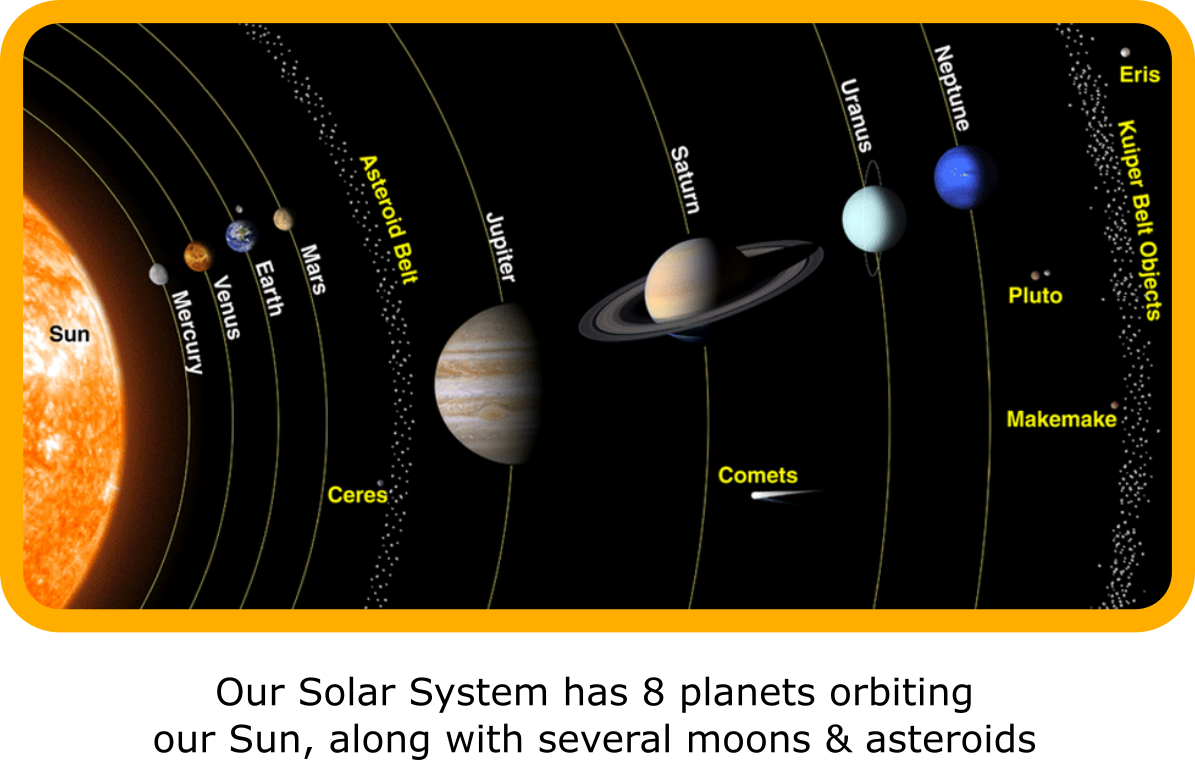 Sun
Mercury
Venus
Earth
Mars
Asteroid Belt
Ceres
Jupiter
Saturn
Comets
Uranus
Neptune
Pluto
Makemake
Eris
Kuiper Belt Objects
Our Solar System has 8 planets orbiting
our Sun, along with several moons & asteroids